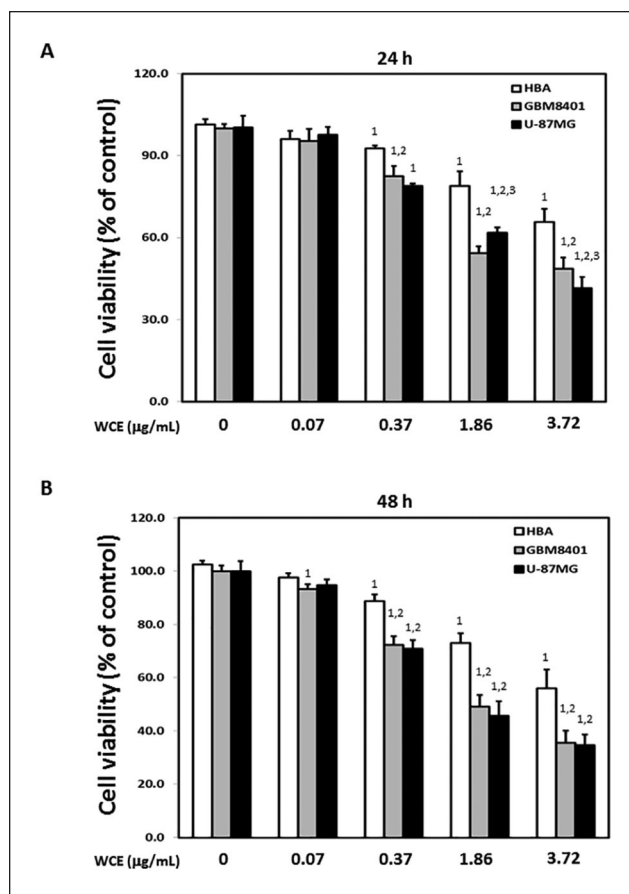 A
24 h
Cell viability (% of control)
120.0
90.0
60.0
30.0
0.0
HBA
GBM8401
U-87MG
1
1,2
1
1
1,2
1,2,3
1
1,2
1,2,3
WCE (µg/mL)
0 0.07 0.37 1.86 3.72
B
48 h
Cell viability (% of control)
120.0
100.0
80.0
60.0
40.0
20.0
0.0
HBA
GBM8401
U-87MG
1
1
1,2
1,2
1
1,2
1,2
1
1,2
1,2
WCE (µg/mL)
0 0.07 0.37 1.86 3.72